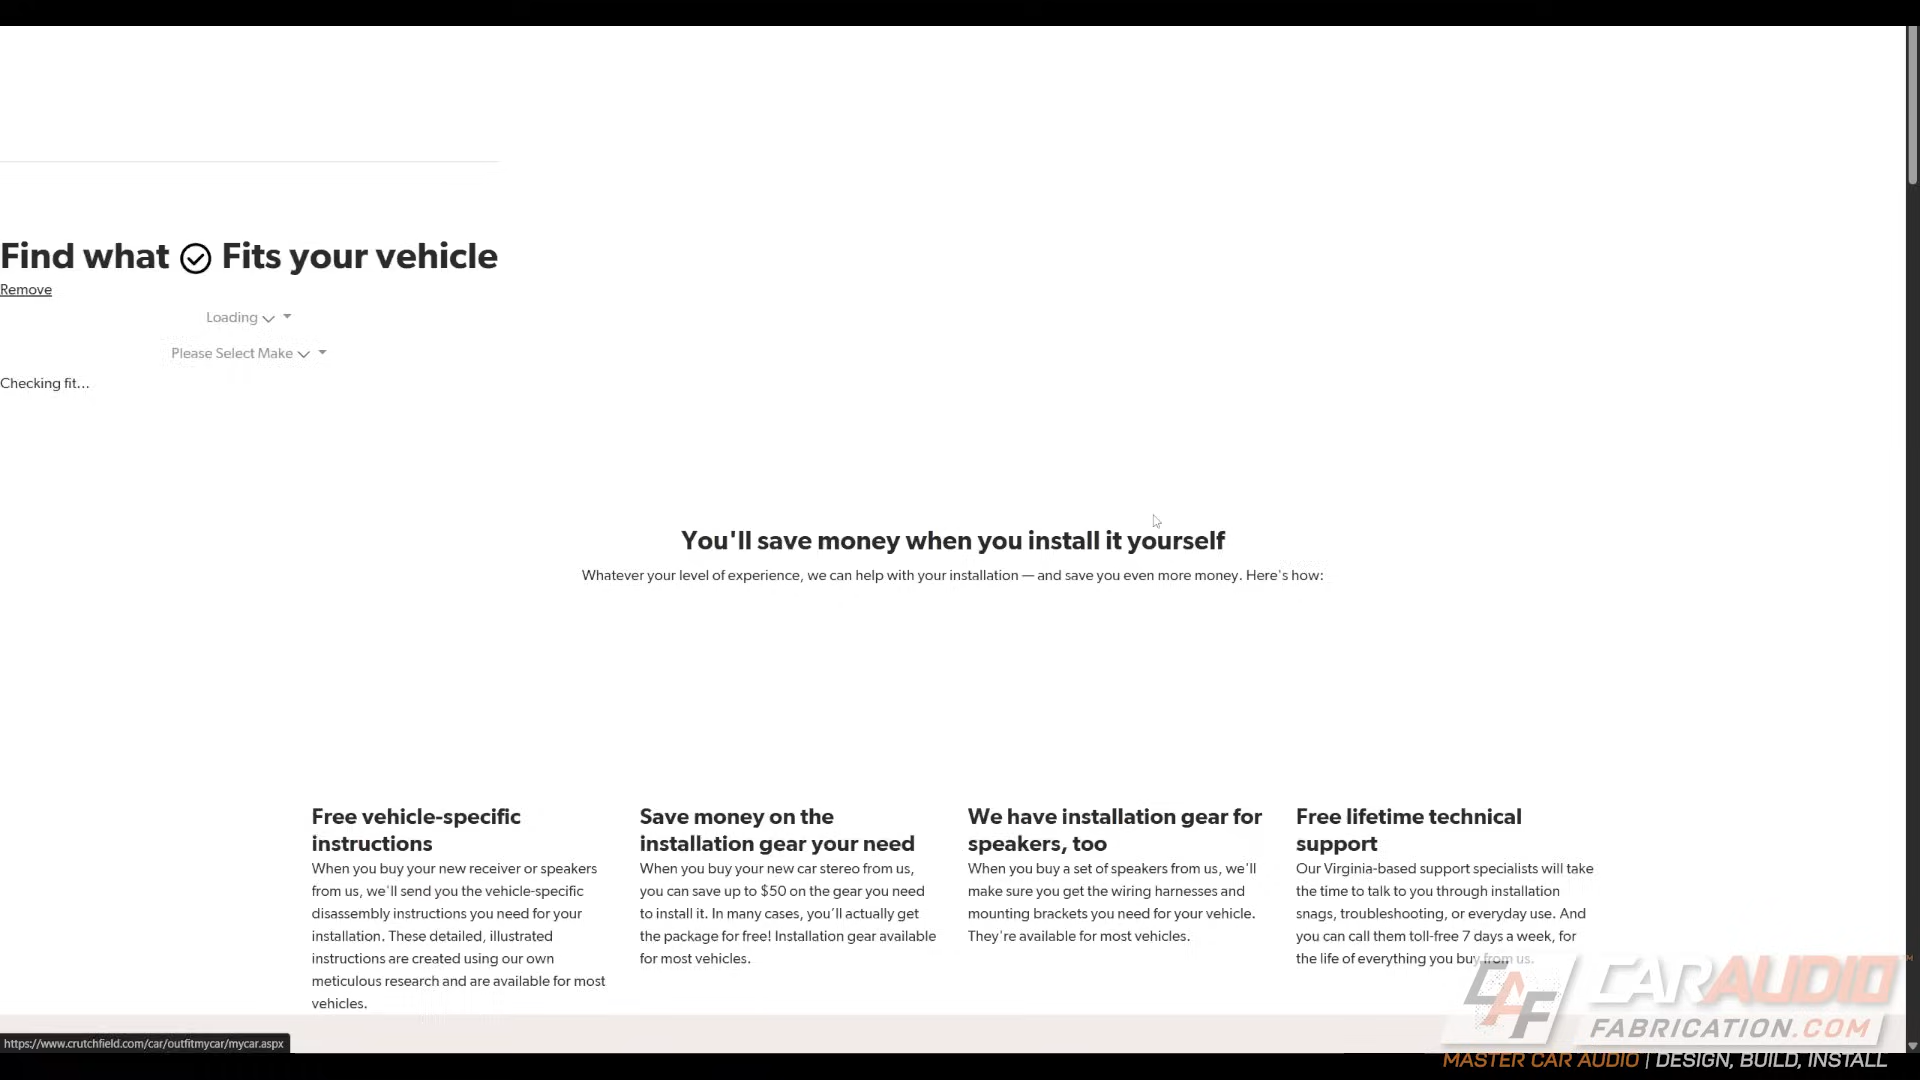 Find what Fits your vehicle
Remove
Loading
Please Select Make
Checking fit...
You'll save money when you install it yourself
Whatever your level of experience, we can help with your installation — and save you even more money. Here's how:
Free vehicle-specific
instructions
When you buy your new receiver or speakers
from us, we'll send you the vehicle-specific
disassembly instructions you need for your
installation. These detailed, illustrated
instructions are created using our own
meticulous research and are available for most
vehicles.
Save money on the
installation gear your need
When you buy your new car stereo from us,
you can save up to $50 on the gear you need
to install it. In many cases, you'll actually get
the package for free! Installation gear available
for most vehicles.
We have installation gear for
speakers, too
When you buy a set of speakers from us, we'll
make sure you get the wiring harnesses and
mounting brackets you need for your vehicle.
They're available for most vehicles.
Free lifetime technical
support
Our Virginia-based support specialists will take
the time to talk to you through installation
snags, troubleshooting, or everyday use. And
you can call them toll-free 7 days a week, for
the life of everything you buy from us.
https://www.crutchfield.com/car/outfitmycar/mycar.aspx
CAF
CARAUDIO™
FABRICATION.COM
MASTER CAR AUDIO | DESIGN, BUILD, INSTALL